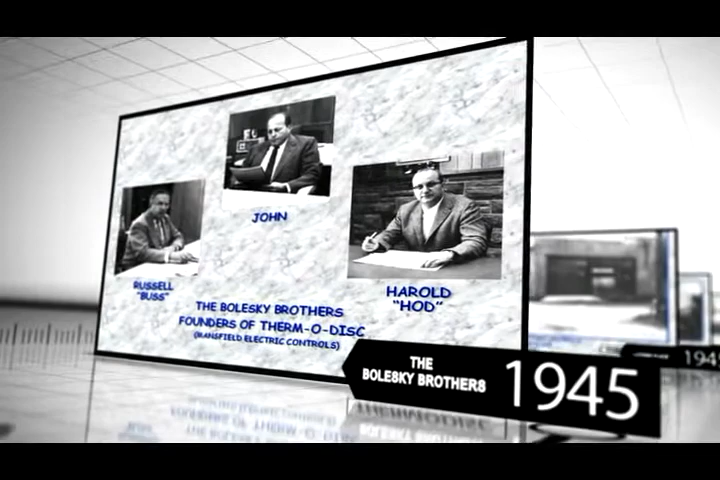 JOHN
RUSSELL
"BUSS"
HAROLD
"HOD"
THE BOLESKY BROTHERS
FOUNDERS OF THERM-O-DISC
(MANSFIELD ELECTRIC CONTROLS)
THE
BOLESKY BROTHERS
1945